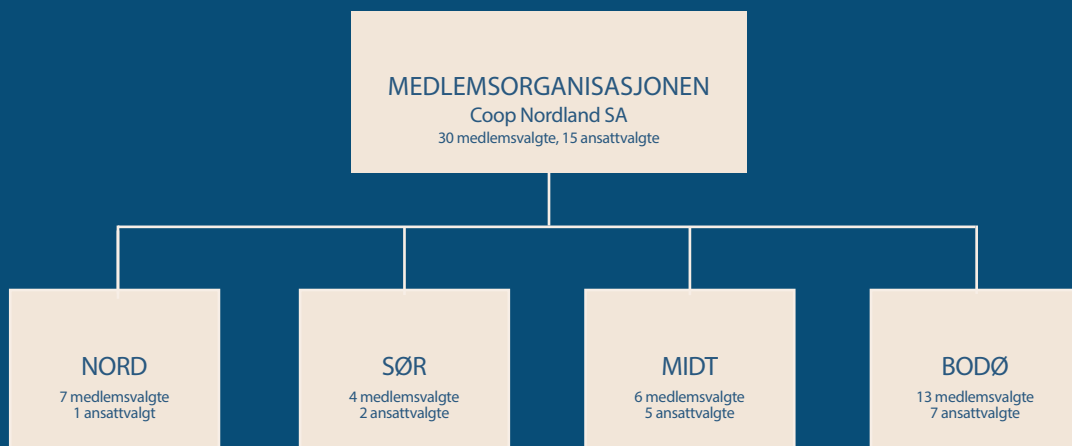 MEDLEMSORGANISASJONEN
Coop Nordland SA
30 medlemsvalgte, 15 ansattvalgte
NORD
7 medlemsvalgte
1 ansattvalgt
SØR
4 medlemsvalgte
2 ansattvalgte
MIDT
6 medlemsvalgte
5 ansattvalgte
BODØ
13 medlemsvalgte
7 ansattvalgte